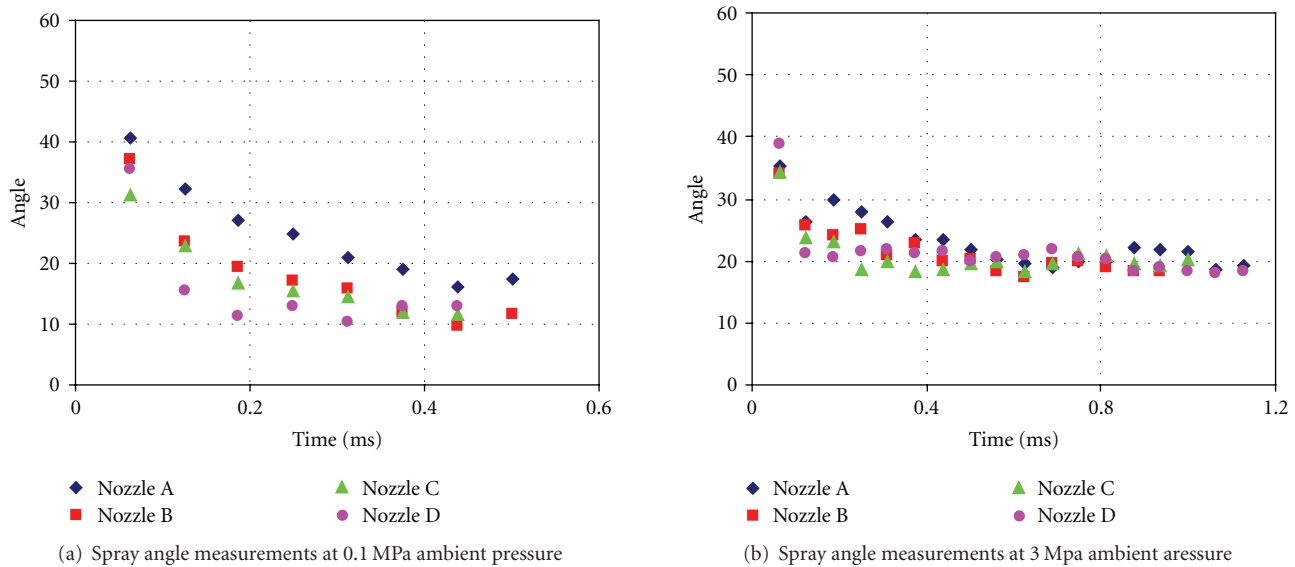 60
50
40
30
20
10
0
Angle
0
0.2
0.4
0.6
Time (ms)
Nozzle A
Nozzle C
Nozzle B
Nozzle D
(a) Spray angle measurements at 0.1 MPa ambient pressure
60
50
40
30
20
10
0
Angle
0
0.4
0.8
1.2
Time (ms)
Nozzle A
Nozzle C
Nozzle B
Nozzle D
(b) Spray angle measurements at 3 Mpa ambient aressure